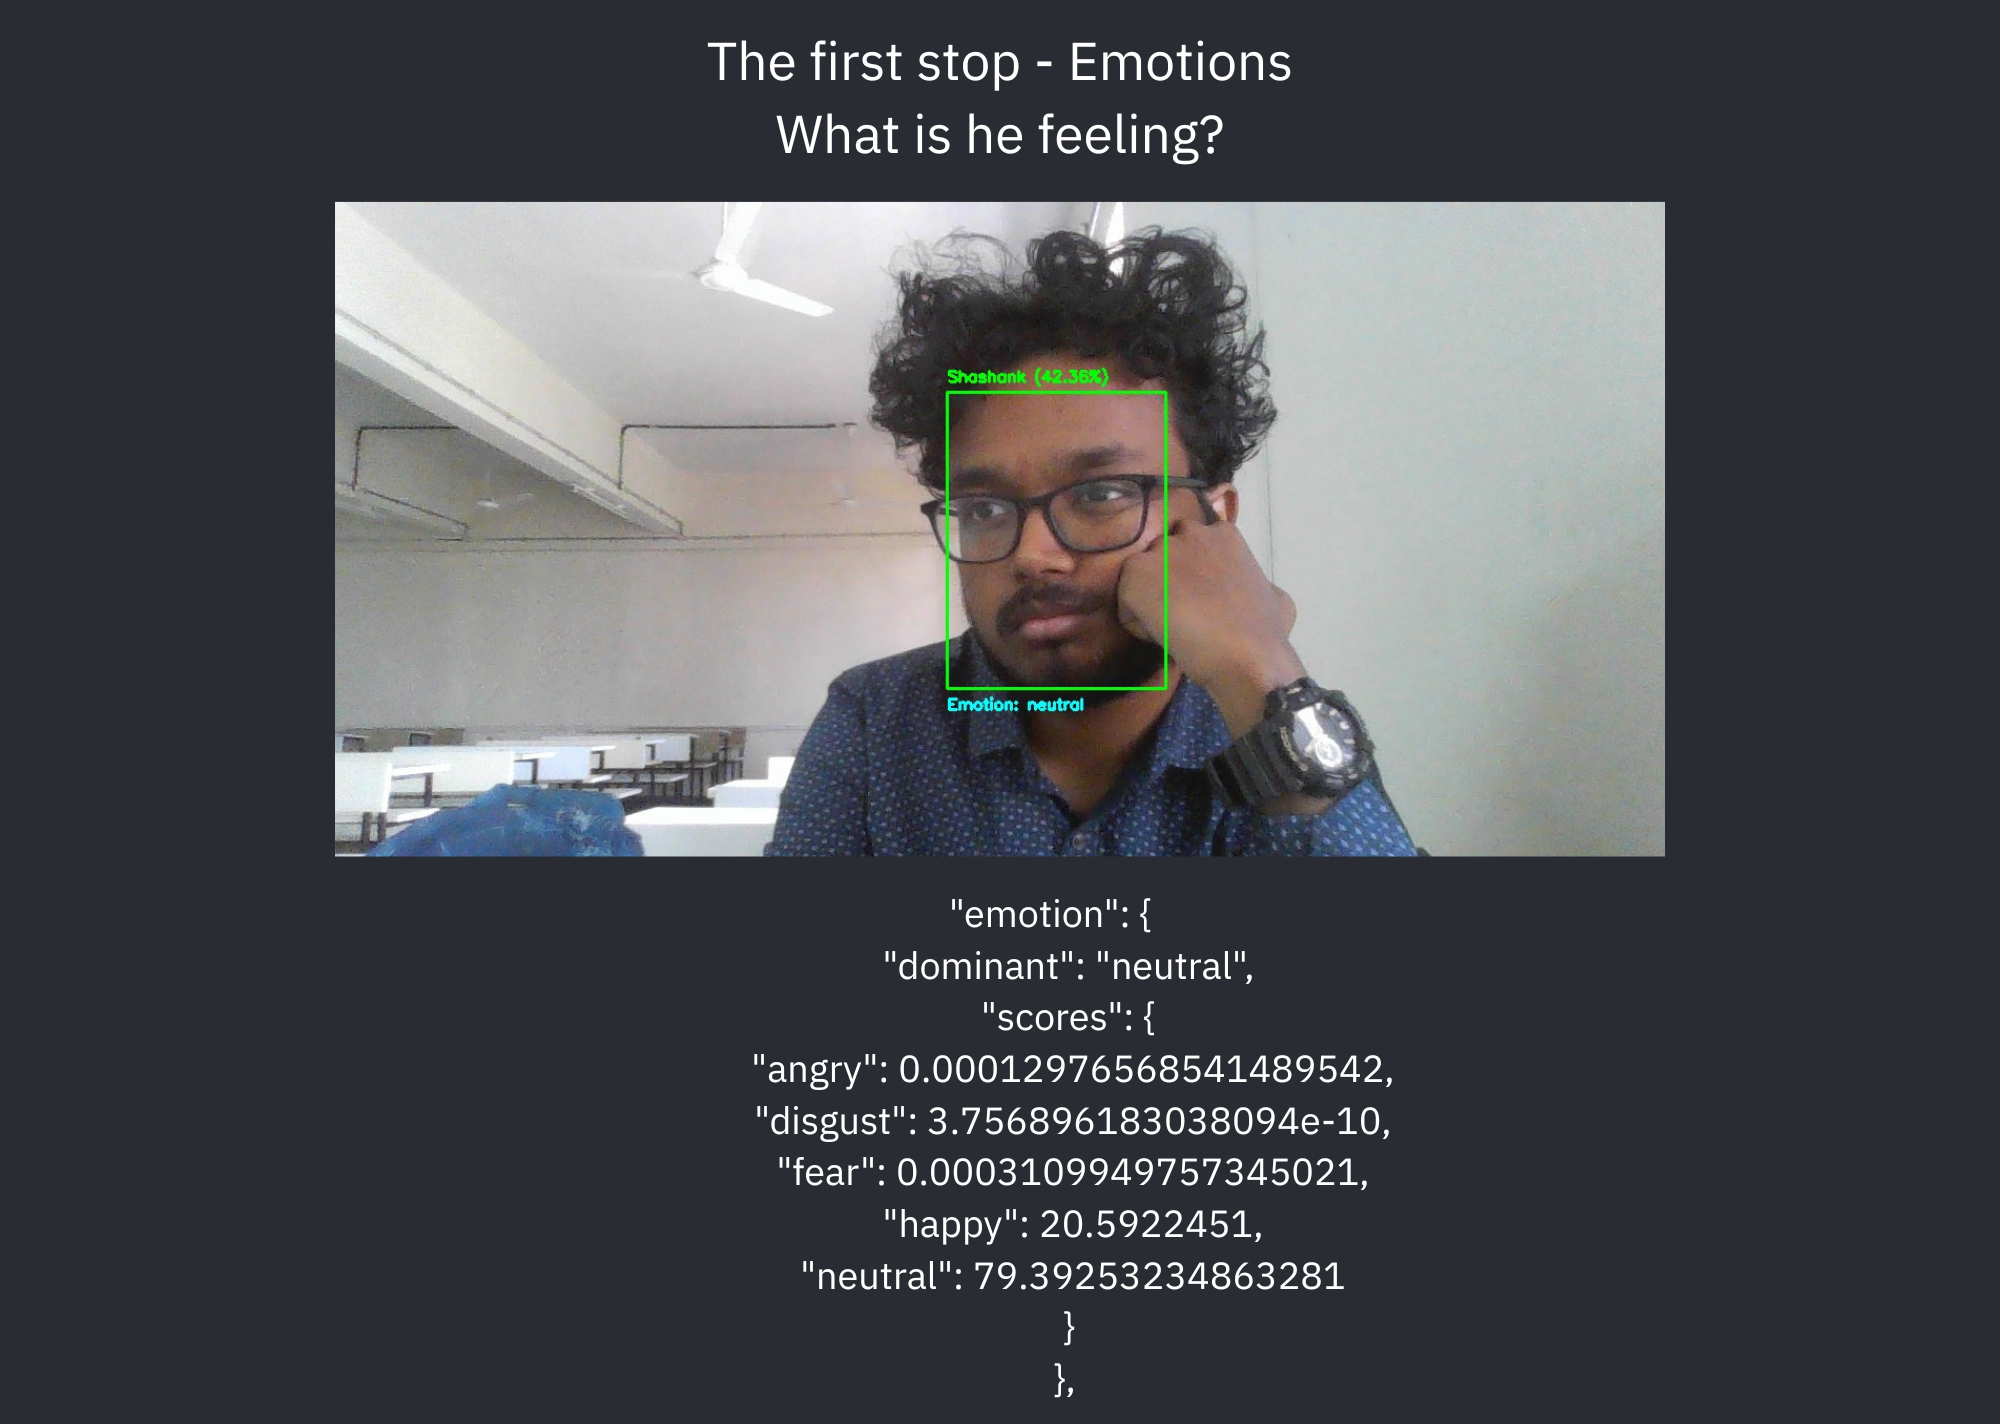 The first stop - Emotions
What is he feeling?
Shashank (42.36%)
Emotion: neutral
"emotion": {
"dominant": "neutral",
"scores": {
"angry": 0.00012976568541489542,
"disgust": 3.756896183038094e-10,
"fear": 0.0003109949757345021,
"happy": 20.5922451,
"neutral": 79.39253234863281
}
},